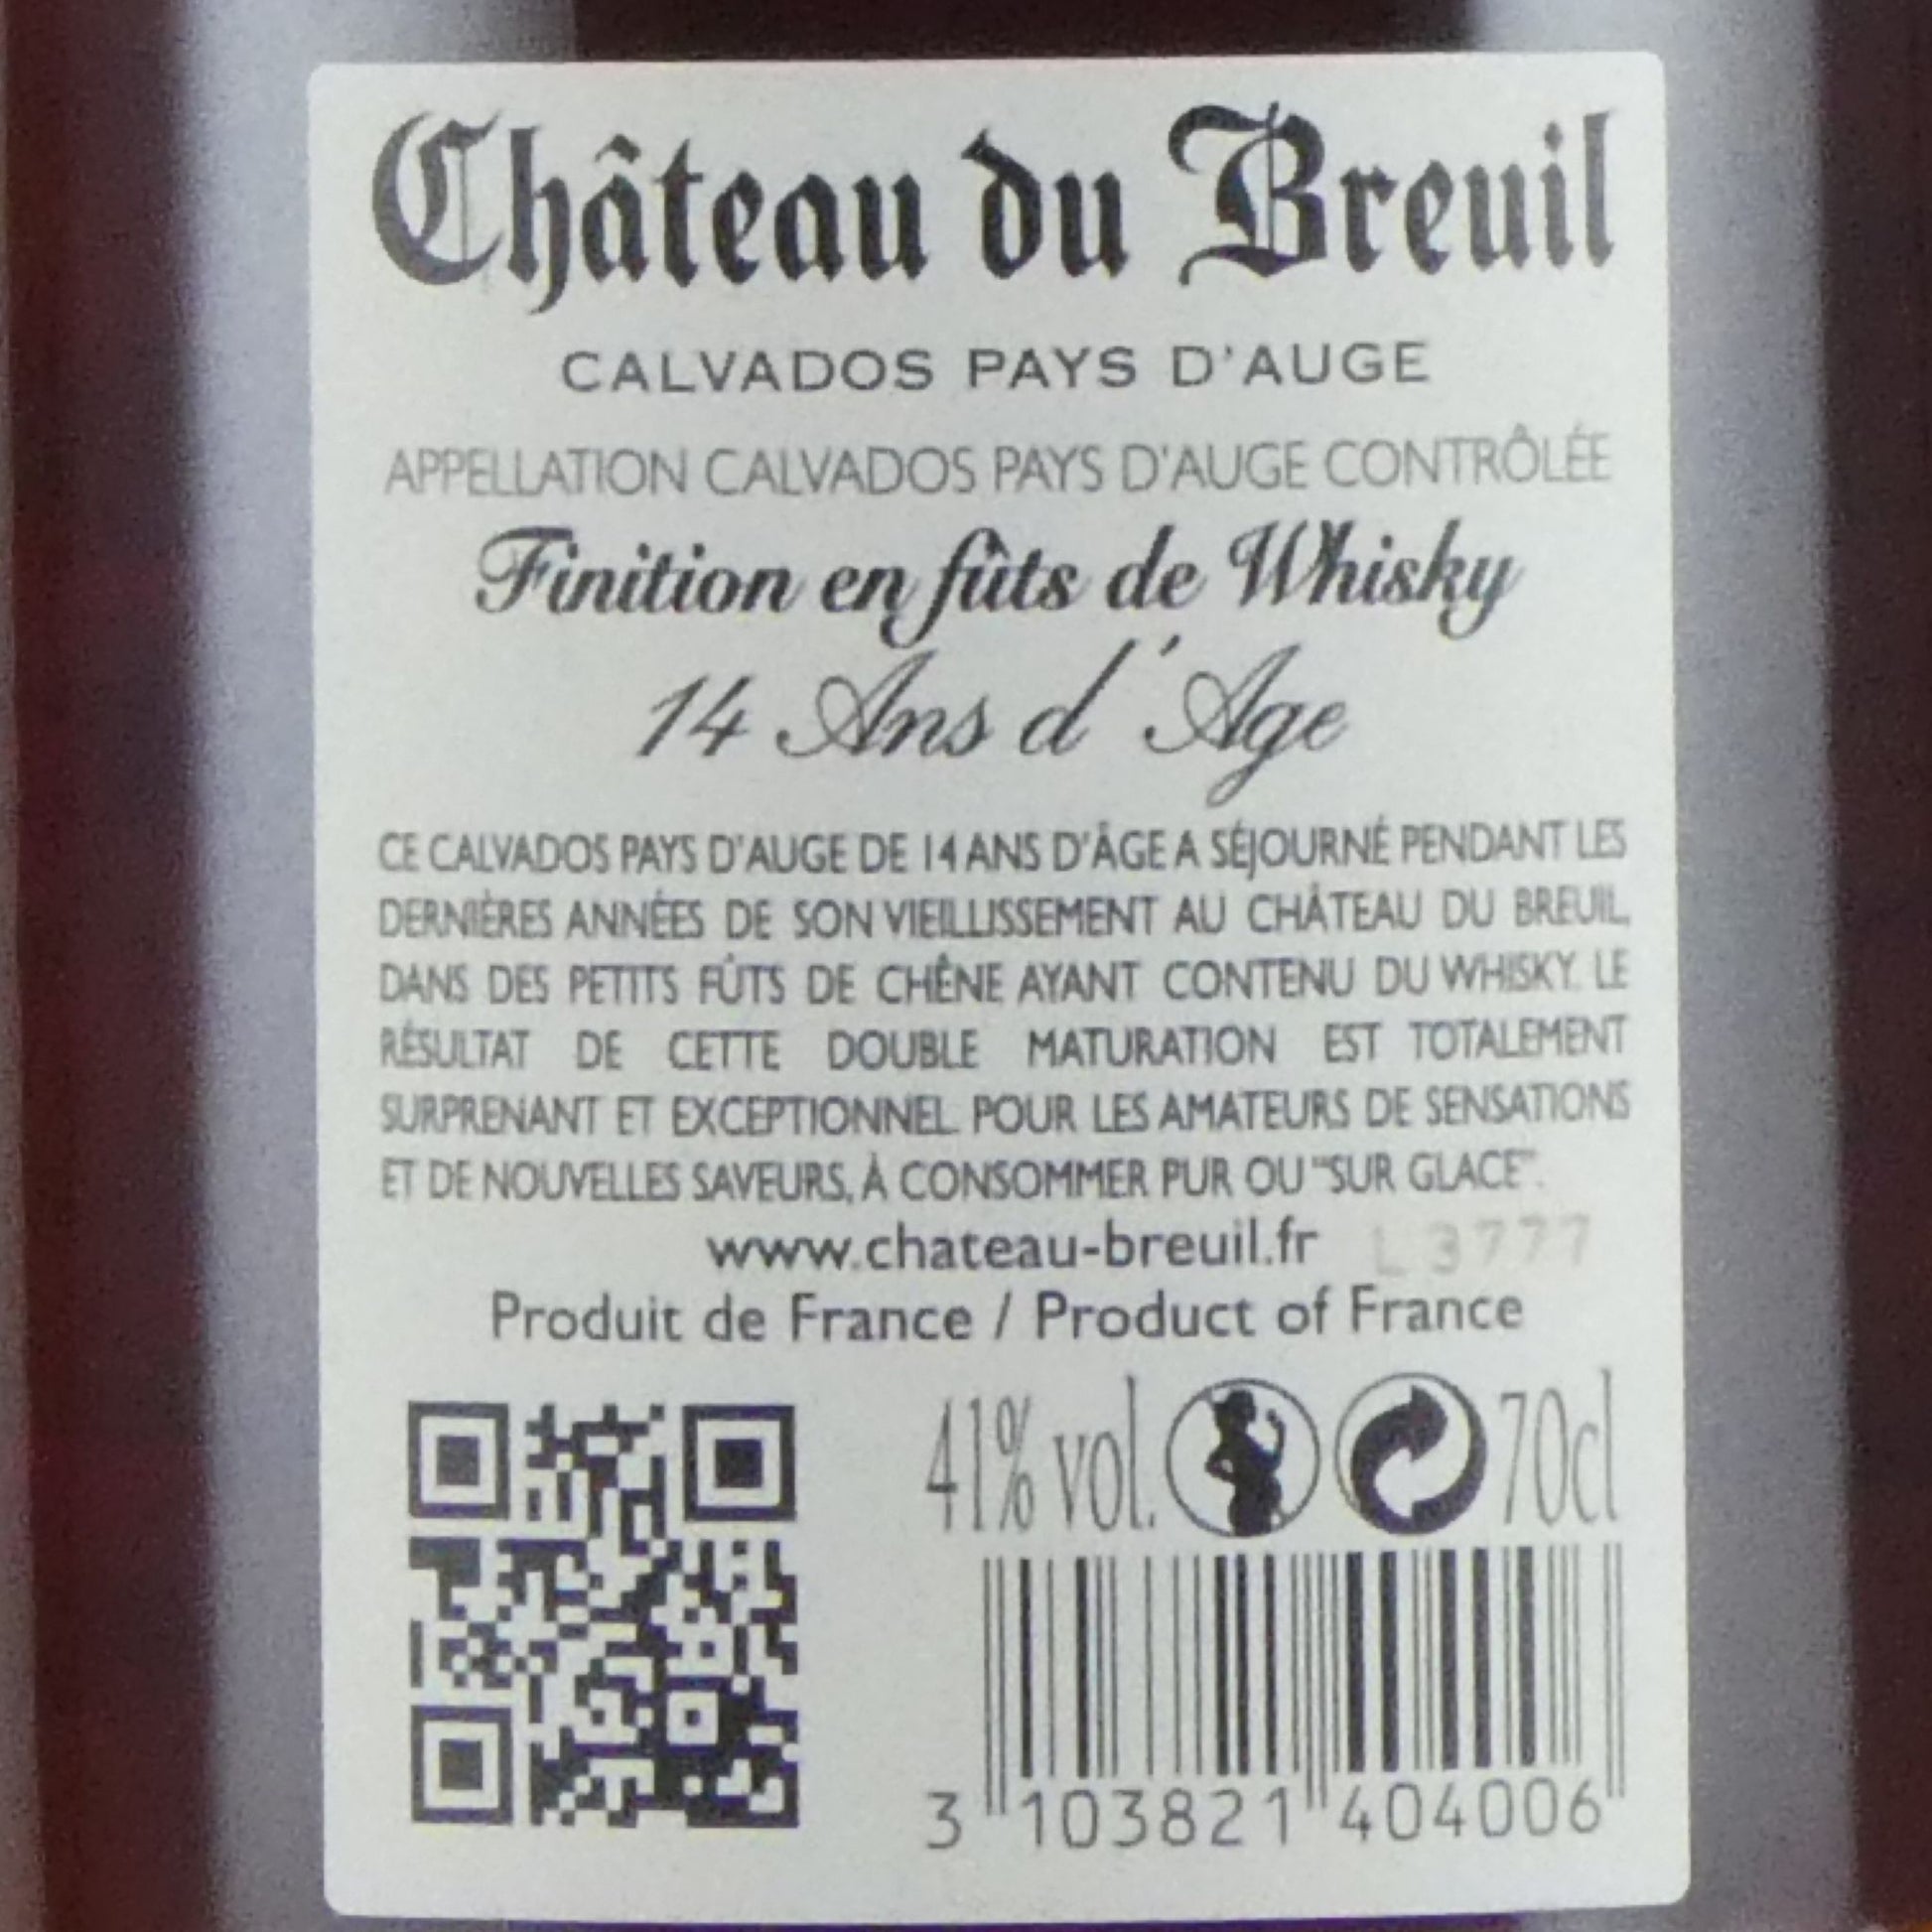 Château du Breuil
CALVADOS PAYS D'AUGE
APPELLATION CALVADOS PAYS D'AUGE CONTRÔLÉE
Finition en fûts de Whisky
14 Ans d'Age
CE CALVADOS PAYS D'AUGE DE 14 ANS D'ÂGE A SÉJOURNÉ PENDANT LES
DERNIÈRES ANNÉES DE SON VIEILLISSEMENT AU CHÂTEAU DU BREUIL,
DANS DES PETITS FÛTS DE CHÊNE AYANT CONTENU DU WHISKY. LE
RÉSULTAT DE CETTE DOUBLE MATURATION EST TOTALEMENT
SURPRENANT ET EXCEPTIONNEL POUR LES AMATEURS DE SENSATIONS
ET DE NOUVELLES SAVEURS, À CONSOMMER PUR OU "SUR GLACE".
www.chateau-breuil.fr L 3777
Produit de France / Product of France
41% vol. 70cl
3 103821 404006